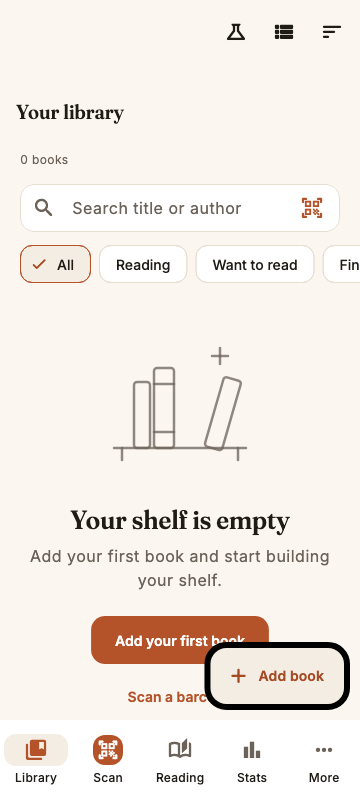 Your library
0 books
Search title or author
All
Reading
Want to read
Fin
Your shelf is empty
Add your first book and start building
your shelf.
Add your first book
Add book
Scan a barc
Library
Scan
Reading
Stats
More